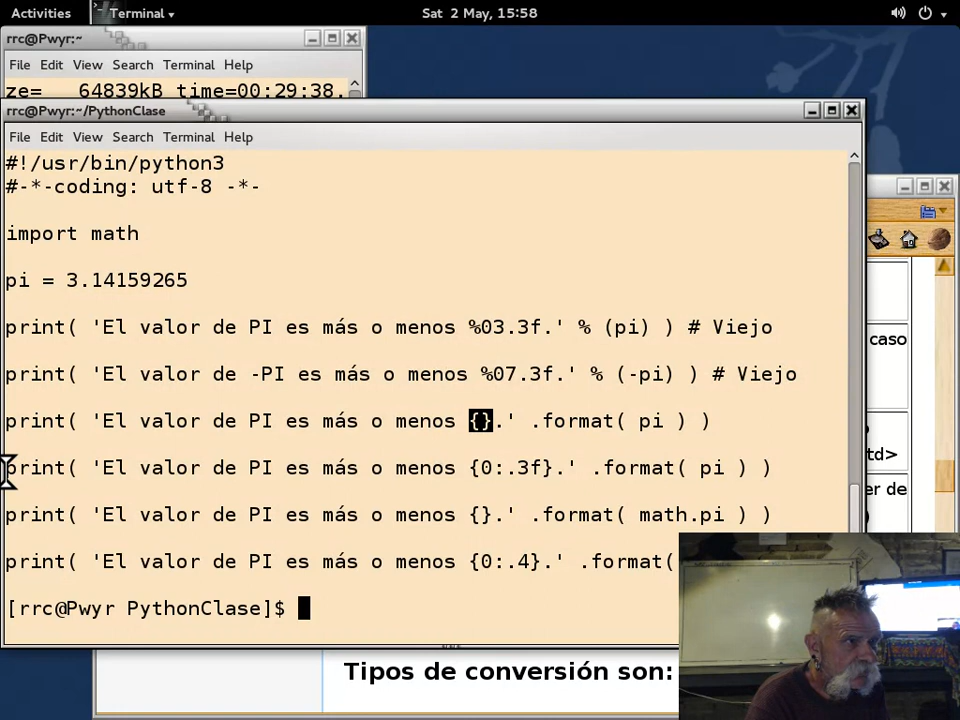 Activities
Terminal
Sat 2 May, 15:58
rrc@Pwyr:~
File Edit View Search Terminal Help
ze= 64839kB time=00:29:38.
rrc@Pwyr:~/PythonClase
File Edit View Search Terminal Help
#!/usr/bin/python3
#-*-coding: utf-8 -*-
import math
pi = 3.14159265
print( 'El valor de PI es más o menos %03.3f.' % (pi) ) # Viejo
print( 'El valor de -PI es más o menos %07.3f.' % (-pi) ) # Viejo
print( 'El valor de PI es más o menos {}.' .format( pi ) )
print( 'El valor de PI es más o menos {0:.3f}.' .format( pi ) )
print( 'El valor de PI es más o menos {}.' .format( math.pi ) )
print( 'El valor de PI es más o menos {0:.4}.' .format(
[rrc@Pwyr PythonClase]$
caso
td>
er de
Tipos de conversión son: